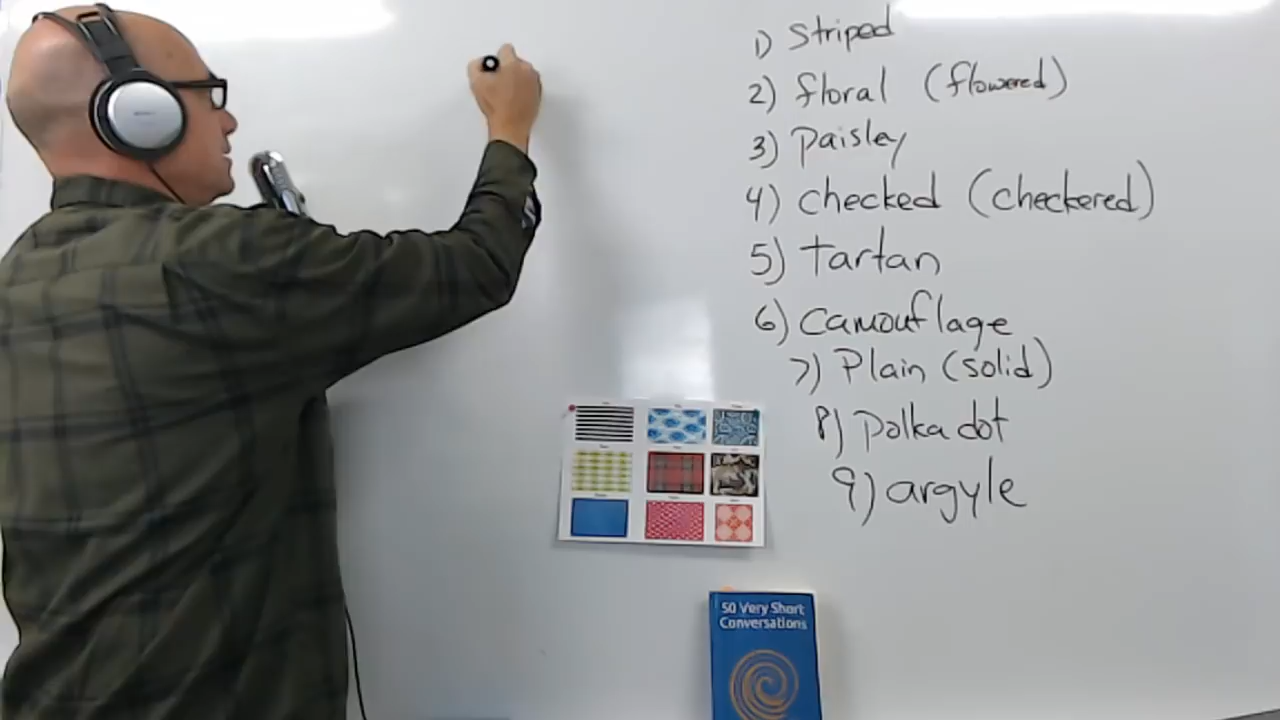 1) Striped
2) floral (flowered)
3) Paisley
4) checked (checkered)
5) tartan
6) camouflage
7) Plain (solid)
8) Polka dot
9) argyle
50 Very Short
Conversations